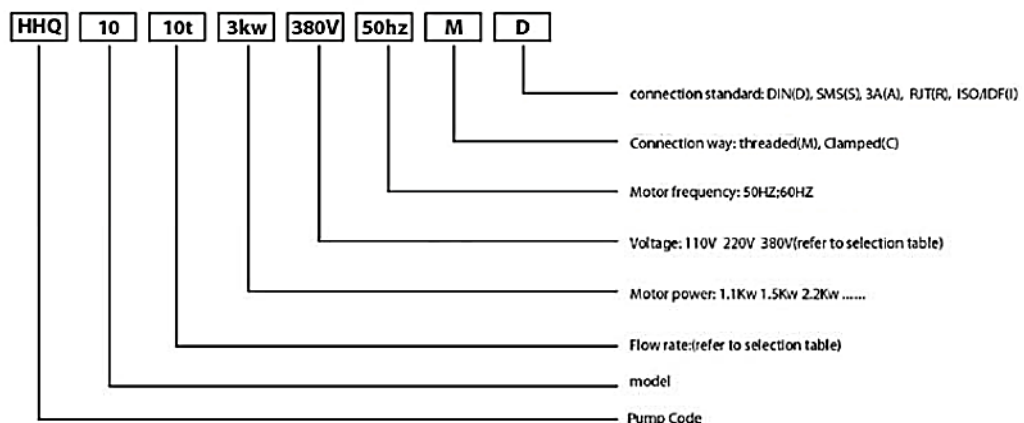 HHQ 10 10t 3kw 380V 50hz M D
connection standard: DIN(D), SMS(S), 3A(A), RJT(R), ISO/IDF(I)
Connection way: threaded(M), Clamped(C)
Motor frequency: 50HZ;60HZ
Voltage: 110V 220V 380V(refer to selection table)
Motor power: 1.1Kw 1.5Kw 2.2Kw ......
Flow rate:(refer to selection table)
model
Pump Code